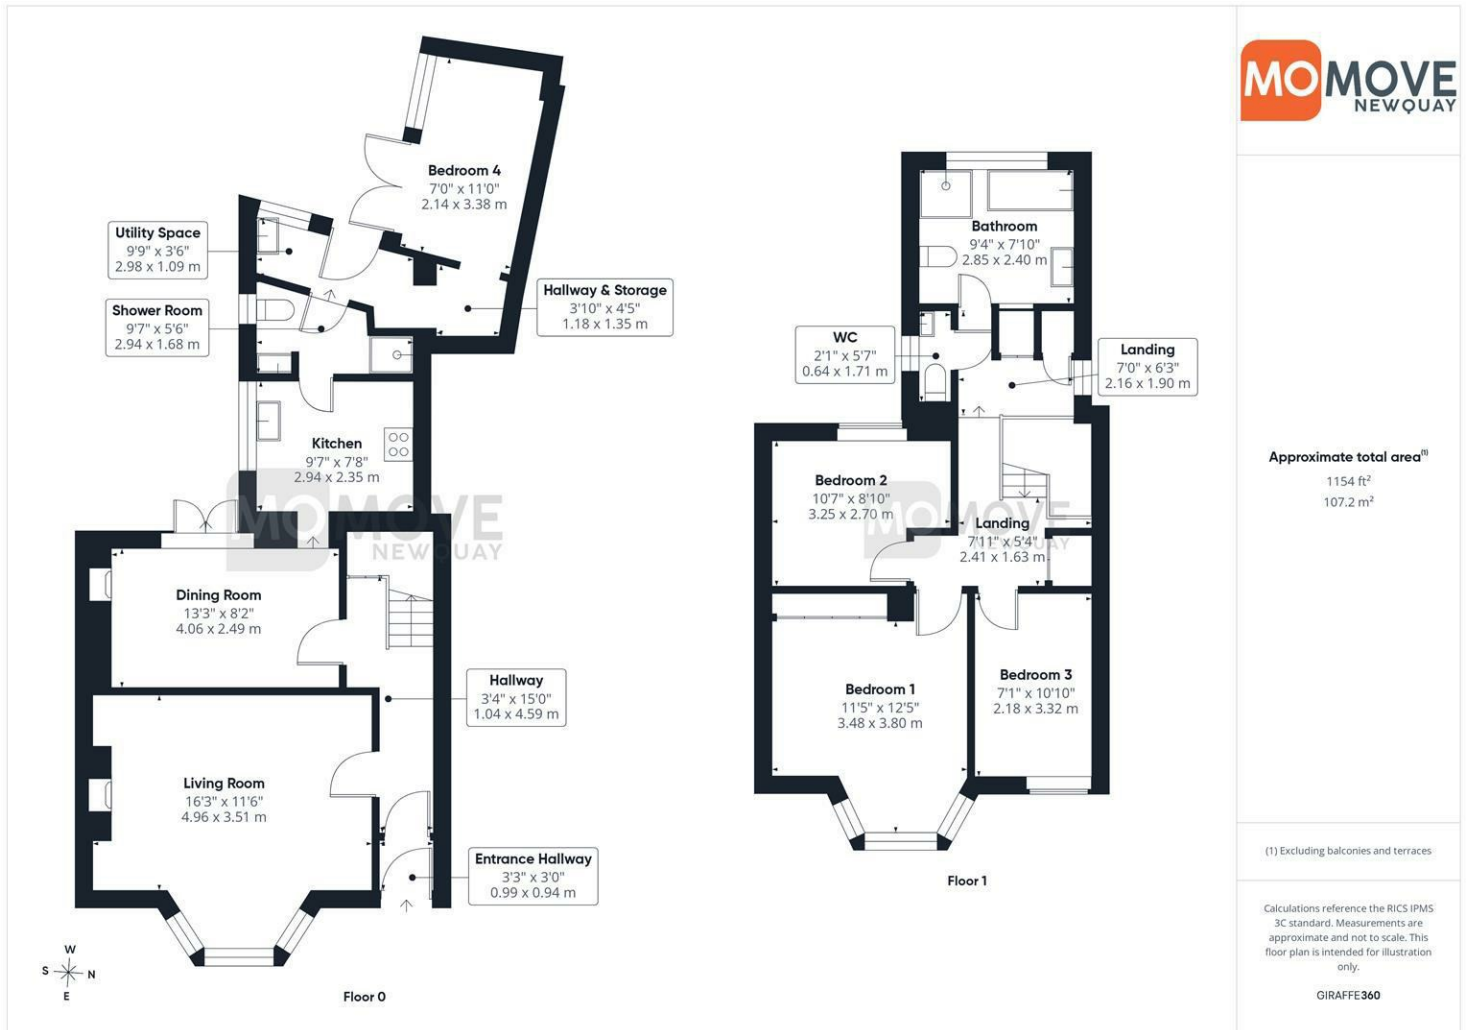 Bedroom 4
7'0" x 11'0"
2.14 x 3.38 m
Utility Space
9'9" x 3'6"
2.98 x 1.09 m
Shower Room
9'7" x 5'6"
2.94 x 1.68 m
Hallway & Storage
3'10" x 4'5"
1.18 x 1.35 m
Kitchen
9'7" x 7'8"
2.94 x 2.35 m
MOMOVE
NEWQUAY
Dining Room
13'3" x 8'2"
4.06 x 2.49 m
Hallway
3'4" x 15'0"
1.04 x 4.59 m
Living Room
16'3" x 11'6"
4.96 x 3.51 m
Entrance Hallway
3'3" x 3'0"
0.99 x 0.94 m
W
S N
E
Floor 0
Bathroom
9'4" x 7'10"
2.85 x 2.40 m
WC
2'1" x 5'7"
0.64 x 1.71 m
Landing
7'0" x 6'3"
2.16 x 1.90 m
Bedroom 2
10'7" x 8'10"
3.25 x 2.70 m
MOMOVE
NEWQUAY
Landing
7'11" x 5'4"
2.41 x 1.63 m
Bedroom 1
11'5" x 12'5"
3.48 x 3.80 m
Bedroom 3
7'1" x 10'10"
2.18 x 3.32 m
Floor 1
MOMOVE
NEWQUAY
Approximate total area(1)
1154 ft²
107.2 m²
(1) Excluding balconies and terraces
Calculations reference the RICS IPMS
3C standard. Measurements are
approximate and not to scale. This
floor plan is intended for illustration
only.
GIRAFFE360